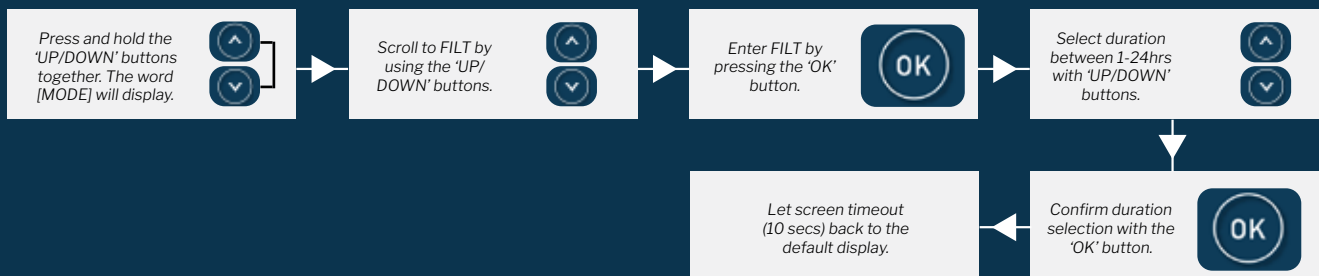 Press and hold the
‘UP/DOWN’ buttons
together. The word
[MODE] will display.
Scroll to FILT by
using the ‘UP/
DOWN’ buttons.
Enter FILT by
pressing the ‘OK’
button.
OK
Select duration
between 1-24hrs
with ‘UP/DOWN’
buttons.
Confirm duration
selection with the
‘OK’ button.
OK
Let screen timeout
(10 secs) back to the
default display.